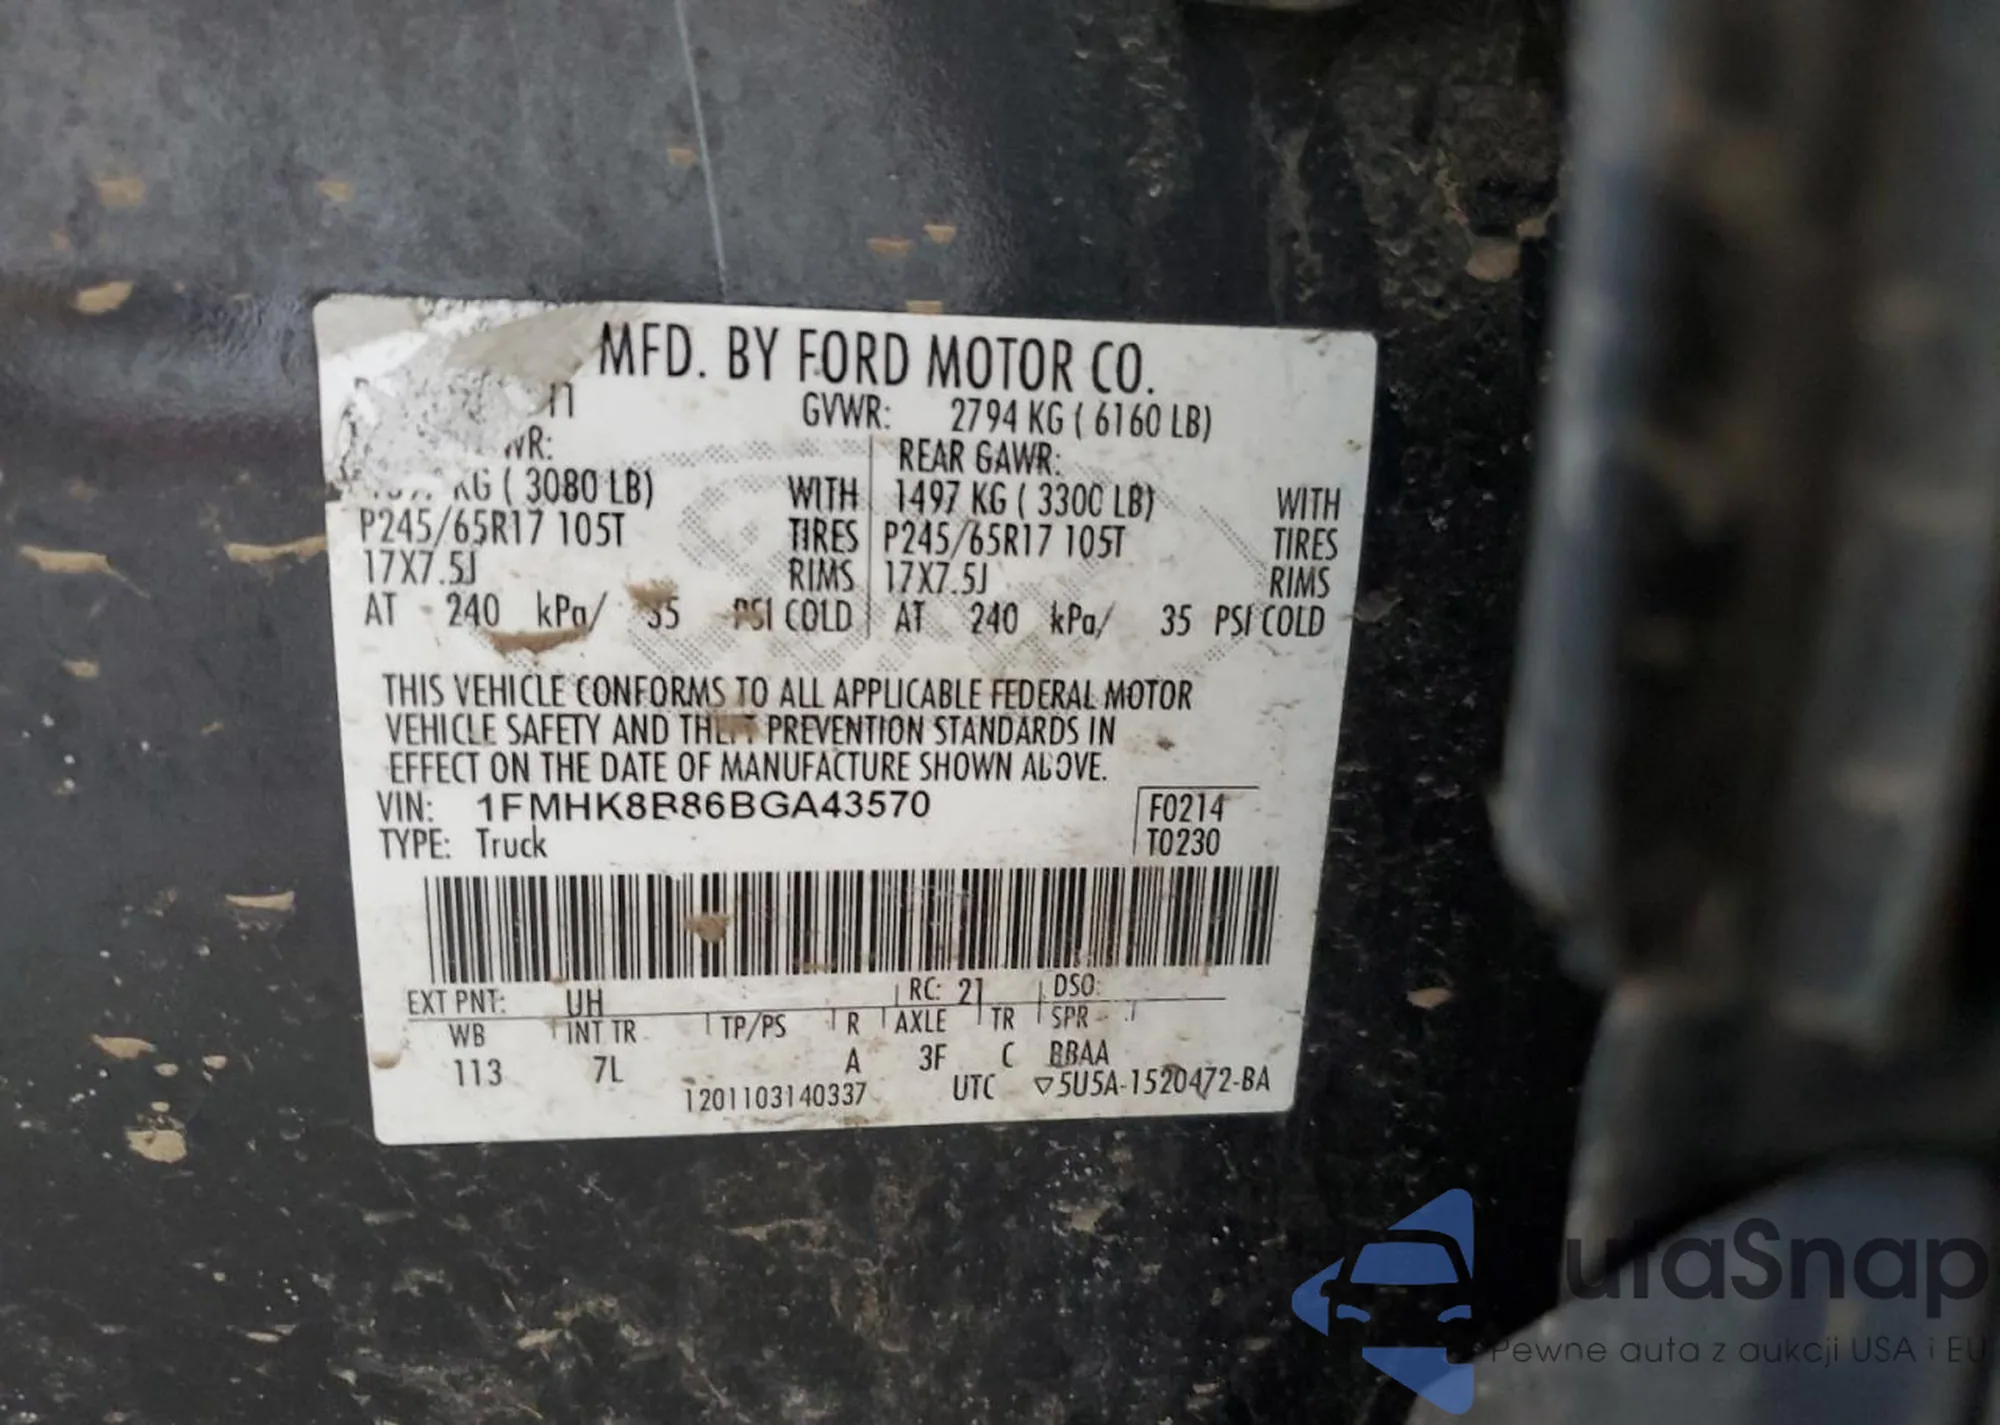 MFD. BY FORD MOTOR CO.
GVWR: 2794 KG ( 6160 LB)
WR: REAR GAWR:
KG ( 3080 LB) WITH 1497 KG ( 3300 LB) WITH
P245/65R17 105T TIRES P245/65R17 105T TIRES
17X7.5J RIMS 17X7.5J RIMS
AT 240 kPa/ 35 PSI COLD AT 240 kPa/ 35 PSI COLD
THIS VEHICLE CONFORMS TO ALL APPLICABLE FEDERAL MOTOR
VEHICLE SAFETY AND THEFT PREVENTION STANDARDS IN
EFFECT ON THE DATE OF MANUFACTURE SHOWN ABOVE.
VIN: 1FMHK8B86BGA43570 F0214
TYPE: Truck T0230
EXT PNT: UH RC: 21 DSO:
WB INT TR TP/PS R AXLE TR SPR
113 7L A 3F C BBAA
1201103140337 UTC ▽5U5A-1520472-BA
utaSnap
Pewne auta z aukcji USA i EU